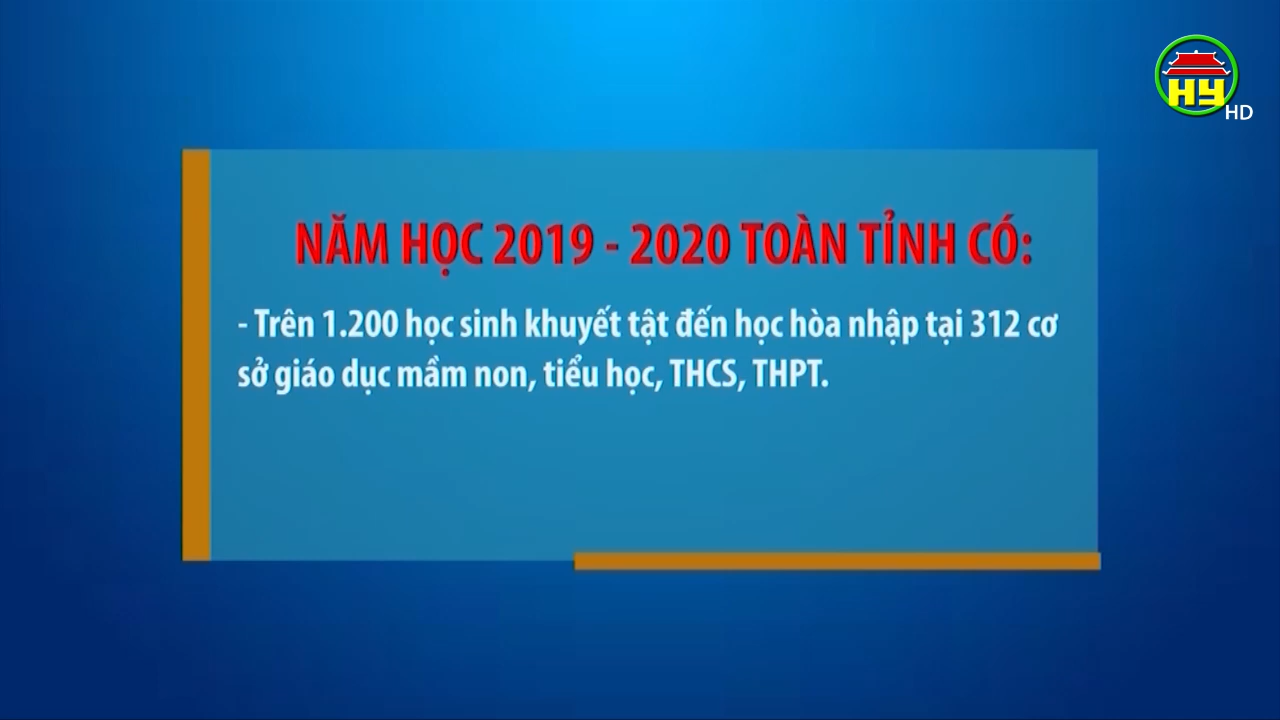 HY
HD
NĂM HỌC 2019 - 2020 TOÀN TỈNH CÓ:
- Trên 1.200 học sinh khuyết tật đến học hòa nhập tại 312 cơ
sở giáo dục mầm non, tiểu học, THCS, THPT.